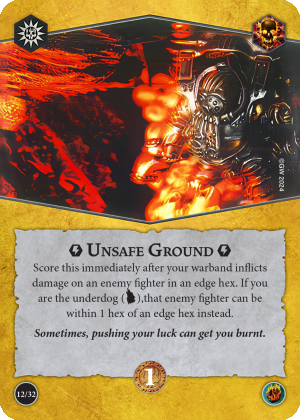 ©GW 2024
UNSAFE GROUND
Score this immediately after your warband inflicts
damage on an enemy fighter in an edge hex. If you
are the underdog ( ),that enemy fighter can be
within 1 hex of an edge hex instead.
Sometimes, pushing your luck can get you burnt.
1
12/32